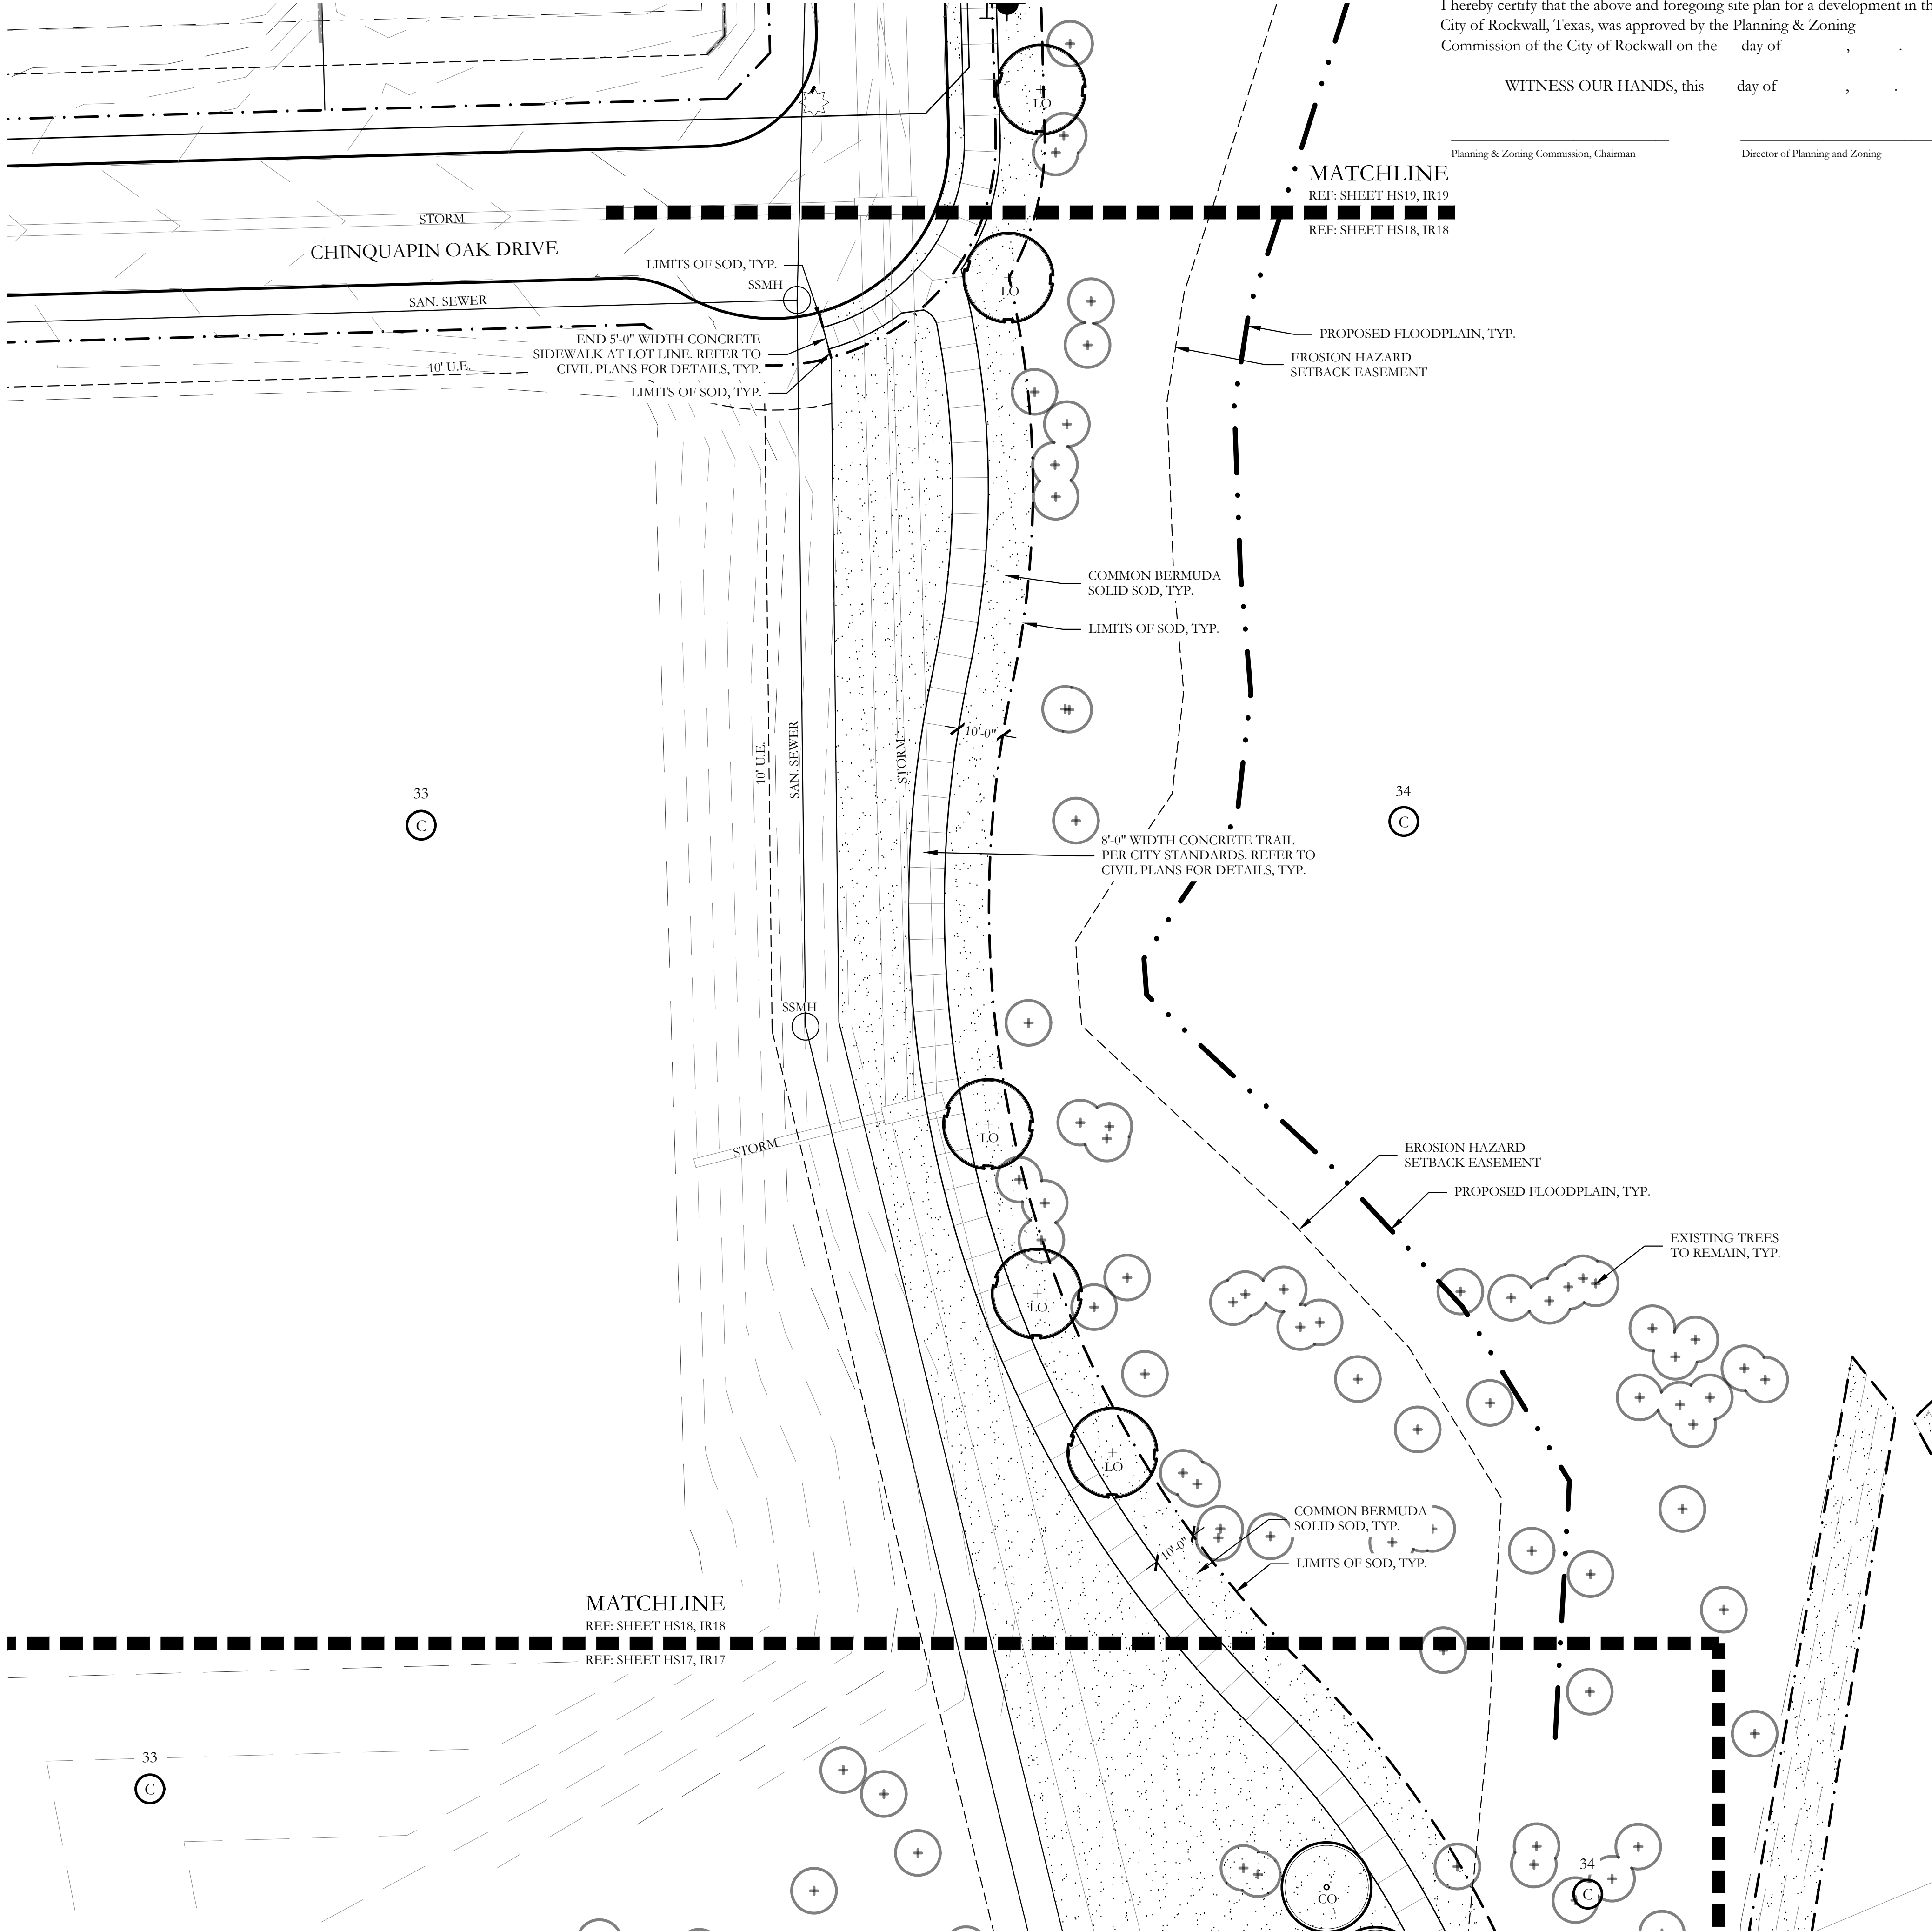 I hereby certify that the above and foregoing site plan for a development in th
City of Rockwall, Texas, was approved by the Planning & Zoning
Commission of the City of Rockwall on the day of , .
WITNESS OUR HANDS, this day of , .
Planning & Zoning Commission, Chairman
Director of Planning and Zoning
LO
MATCHLINE
REF: SHEET HS19, IR19
REF: SHEET HS18, IR18
STORM
CHINQUAPIN OAK DRIVE
LIMITS OF SOD, TYP.
SSMH
LO
SAN. SEWER
END 5'-0" WIDTH CONCRETE
SIDEWALK AT LOT LINE. REFER TO
CIVIL PLANS FOR DETAILS, TYP.
10' U.E.
LIMITS OF SOD, TYP.
PROPOSED FLOODPLAIN, TYP.
EROSION HAZARD
SETBACK EASEMENT
COMMON BERMUDA
SOLID SOD, TYP.
LIMITS OF SOD, TYP.
10'-0"
10' U.E.
SAN. SEWER
STORM
33
C
34
C
8'-0" WIDTH CONCRETE TRAIL
PER CITY STANDARDS. REFER TO
CIVIL PLANS FOR DETAILS, TYP.
SSMH
STORM
LO
EROSION HAZARD
SETBACK EASEMENT
PROPOSED FLOODPLAIN, TYP.
EXISTING TREES
TO REMAIN, TYP.
LO
LO
COMMON BERMUDA
SOLID SOD, TYP.
10'-0"
LIMITS OF SOD, TYP.
MATCHLINE
REF: SHEET HS18, IR18
REF: SHEET HS17, IR17
33
C
34
C
CO